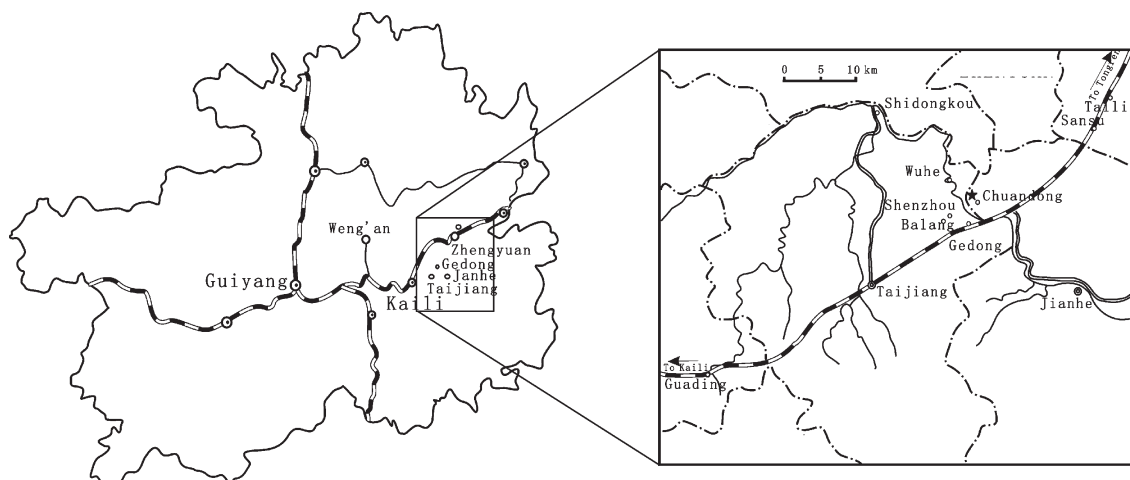 Weng'an
Guiyang
Kaili
Zhengyuan
Gedong
Janhe
Taijiang
0 5 10 km
Shidongkou
To Tongren
Talli
Sansu
Wuhe
Chuandong
Shenzhou
Balang
Gedong
Taijiang
Jianhe
To Kaili
Guading